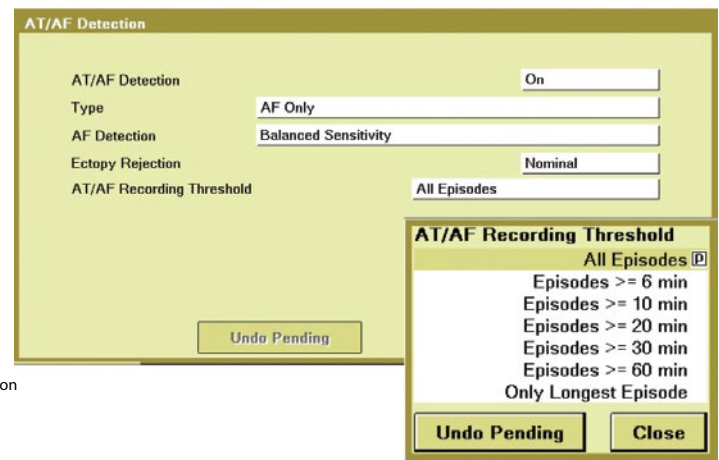 AT/AF Detection
AT/AF Detection On
Type AF Only
AF Detection Balanced Sensitivity
Ectopy Rejection Nominal
AT/AF Recording Threshold All Episodes
Undo Pending
on
AT/AF Recording Threshold
All Episodes P
Episodes >= 6 min
Episodes >= 10 min
Episodes >= 20 min
Episodes >= 30 min
Episodes >= 60 min
Only Longest Episode
Undo Pending Close